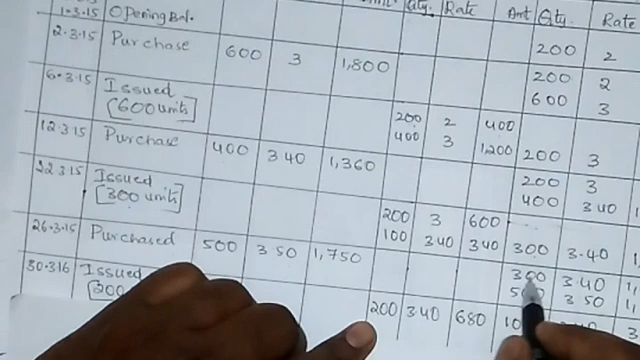 Qty. Rate Amt Qty. Rate
1.3.15 Opening Bal. 200 2
2.3.15 Purchase 600 3 1,800 200 2
600 3
6.3.15 Issued 200 2 400
[600 units] 400 3 1,200 200 3
12.3.15 Purchase 400 3 40 1,360 200 3
400 3 40
22 3.15 Issued 200 3 600
[300 units] 100 3 40 340 300 3.40
26.3.15 Purchased 500 3 50 1,750 300 3.40
3 50
30.316 Issued 200 3 40 680